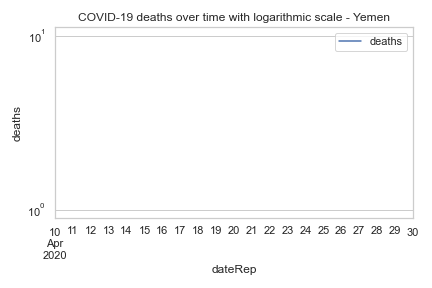 COVID-19 deaths over time with logarithmic scale - Yemen
10¹
deaths
deaths
10⁰
10 11 12 13 14 15 16 17 18 19 20 21 22 23 24 25 26 27 28 29 30
Apr
2020
dateRep